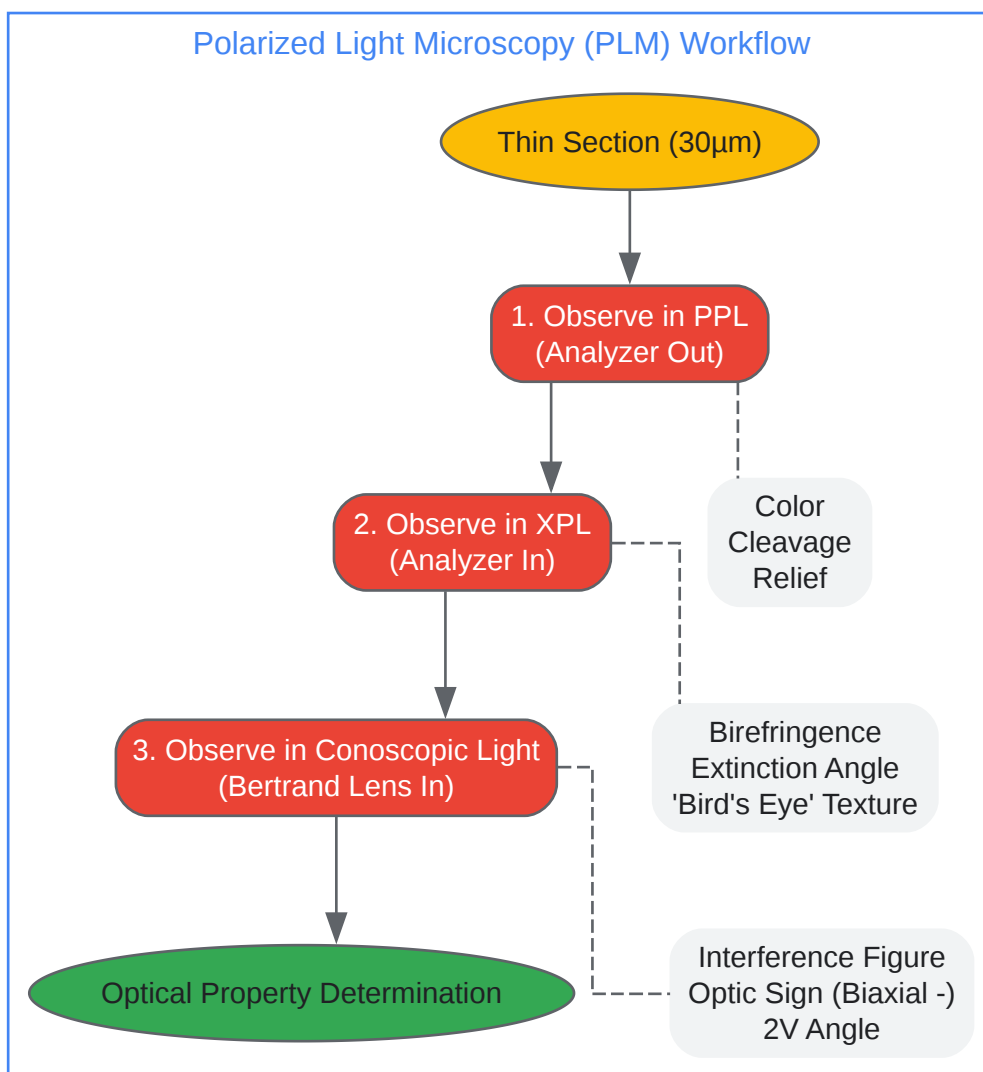 Polarized Light Microscopy (PLM) Workflow
Thin Section (30µm)
1. Observe in PPL
(Analyzer Out)
Color
Cleavage
Relief
2. Observe in XPL
(Analyzer In)
Birefringence
Extinction Angle
'Bird's Eye' Texture
3. Observe in Conoscopic Light
(Bertrand Lens In)
Interference Figure
Optic Sign (Biaxial -)
2V Angle
Optical Property Determination